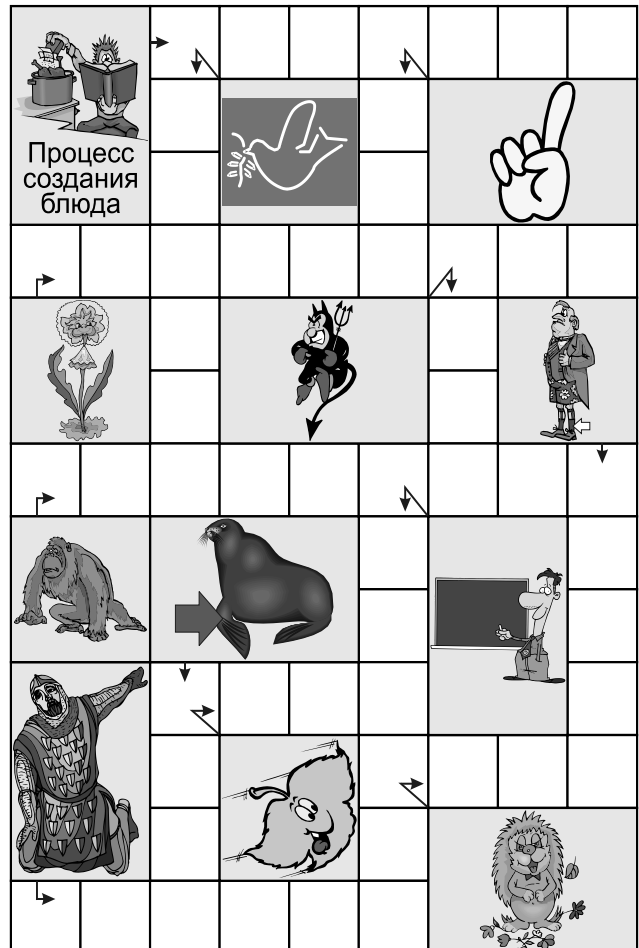 Процесс
создания
блюда